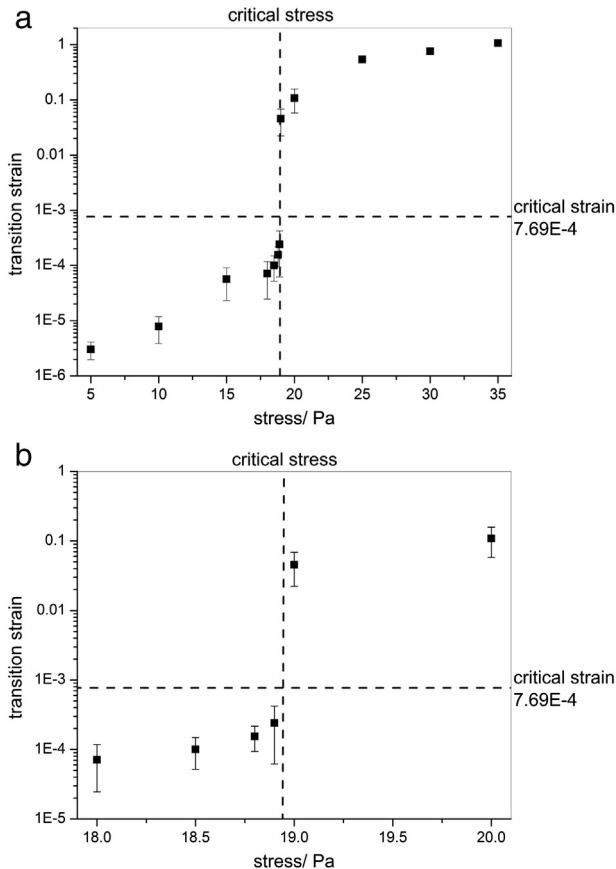 a
critical stress
1
0.1
0.01
1E-3
1E-4
1E-5
1E-6
transition strain
critical strain
7.69E-4
5 10 15 20 25 30 35
stress/ Pa
b
critical stress
1
0.1
0.01
1E-3
1E-4
1E-5
transition strain
critical strain
7.69E-4
18.0 18.5 19.0 19.5 20.0
stress/ Pa